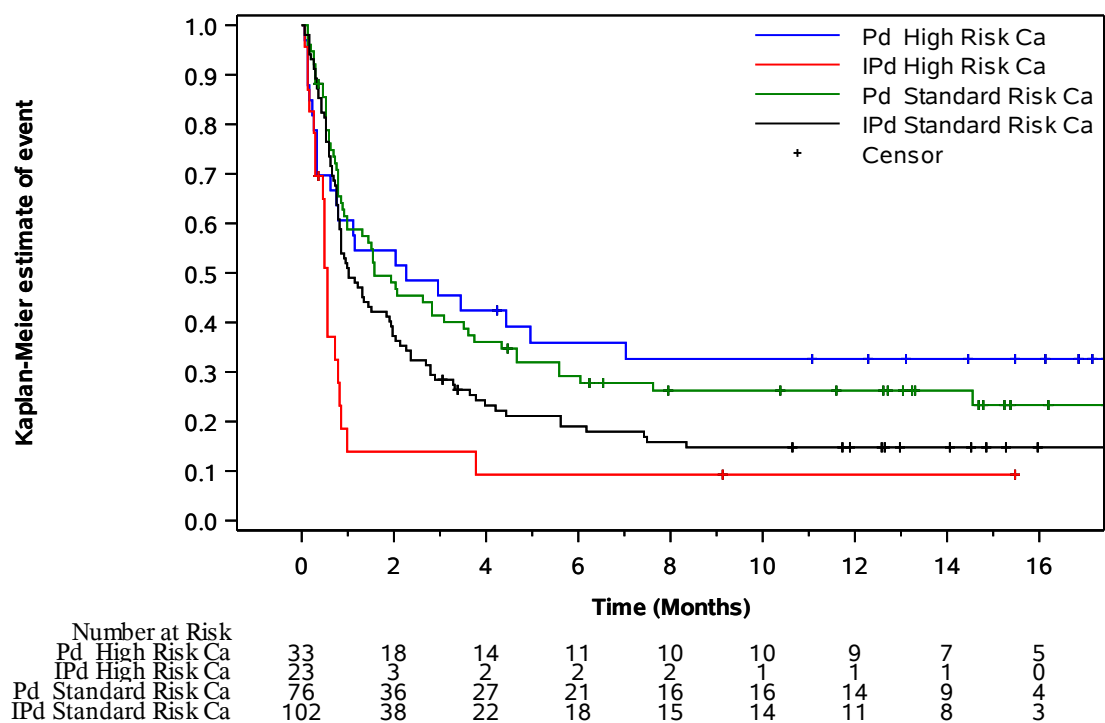 Kaplan-Meier estimate of event
1.0
0.9
0.8
0.7
0.6
0.5
0.4
0.3
0.2
0.1
0.0
Pd High Risk Ca
IPd High Risk Ca
Pd Standard Risk Ca
IPd Standard Risk Ca
+ Censor
0 2 4 6 8 10 12 14 16
Time (Months)
Number at Risk
Pd High Risk Ca 33 18 14 11 10 10 9 7 5
IPd High Risk Ca 23 3 2 2 2 1 1 1 0
Pd Standard Risk Ca 76 36 27 21 16 16 14 9 4
IPd Standard Risk Ca 102 38 22 18 15 14 11 8 3